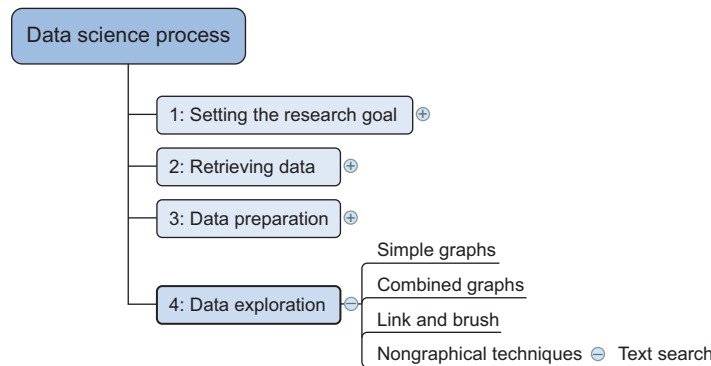 Data science process
1: Setting the research goal
2: Retrieving data
3: Data preparation
4: Data exploration
Simple graphs
Combined graphs
Link and brush
Nongraphical techniques
Text search